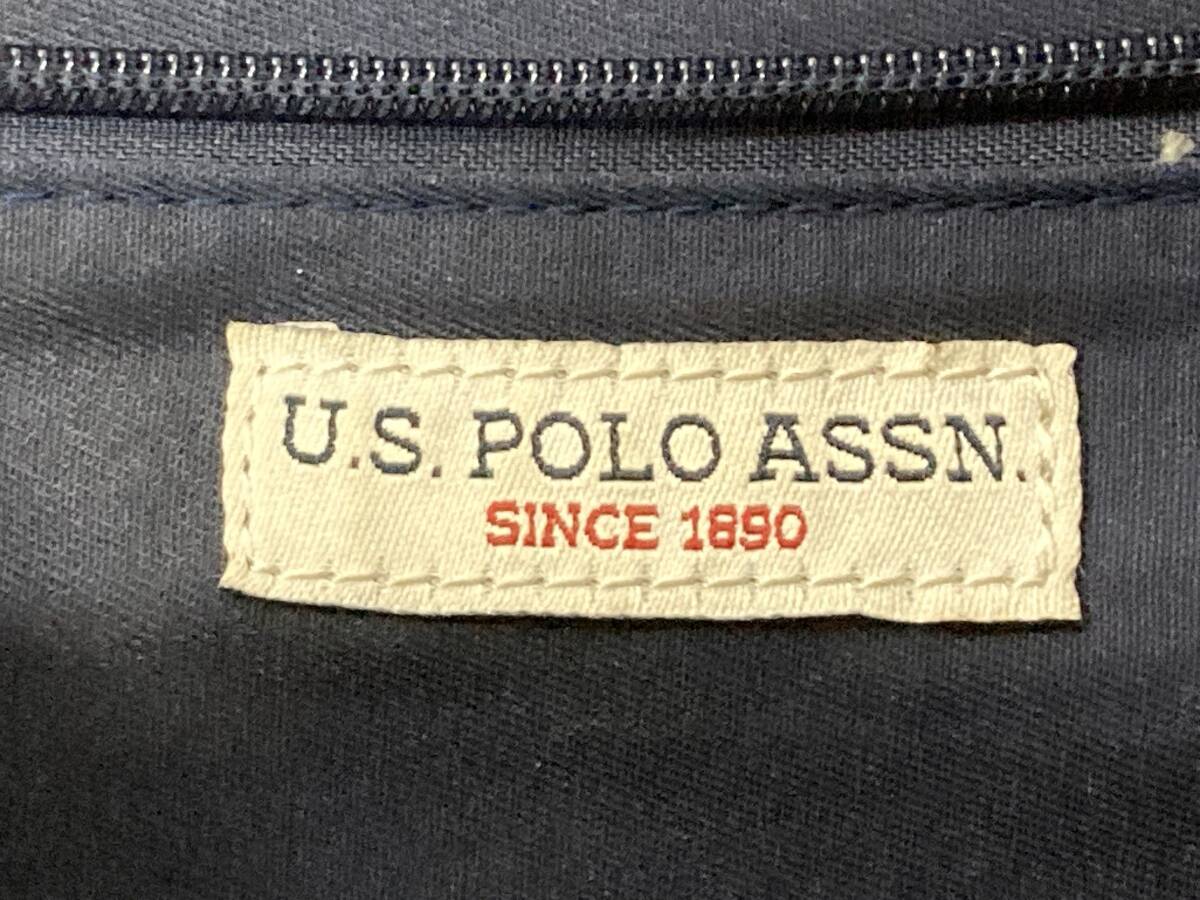 U.S. POLO ASSN.
SINCE 1890